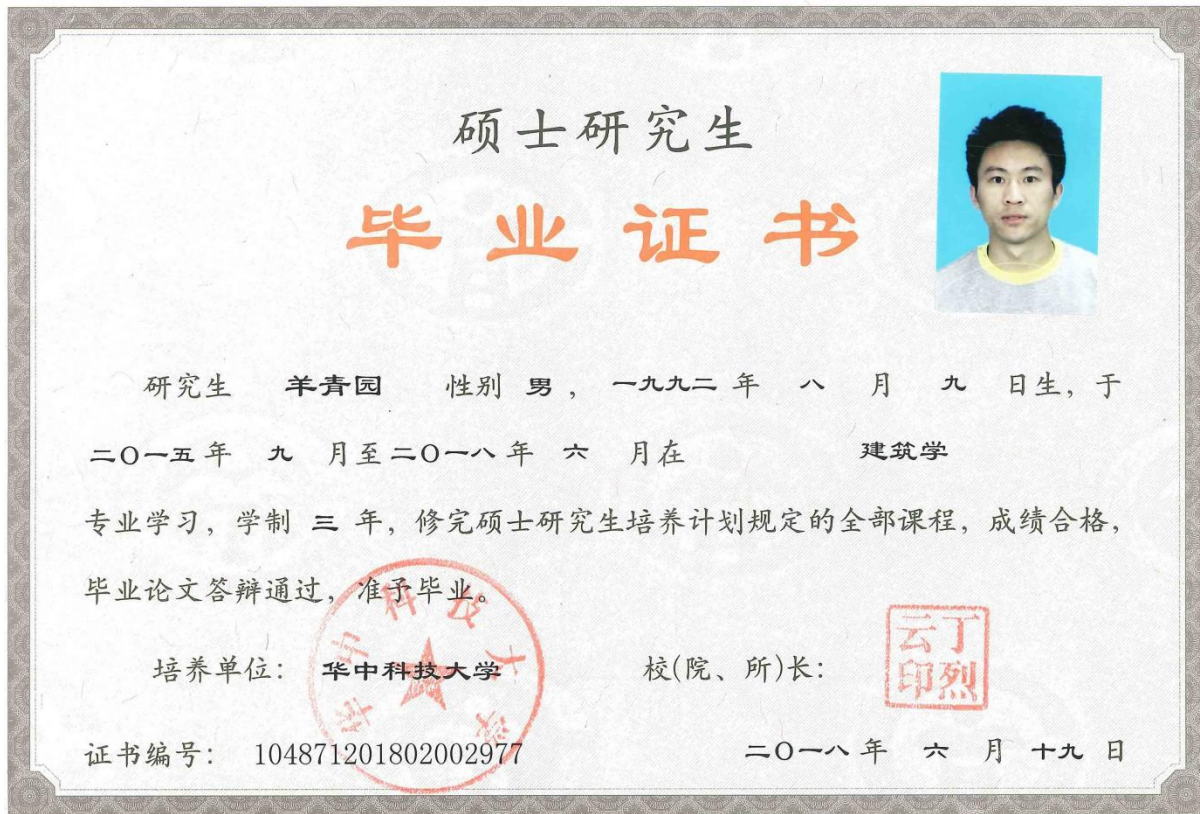 硕士研究生
毕业证书
研究生 羊青园 性别 男 , 一九九二 年 八 月 九 日生, 于
二〇一五 年 九 月至 二〇一八 年 六 月在 建筑学
专业学习, 学制 三 年, 修完硕士研究生培养计划规定的全部课程, 成绩合格,
毕业论文答辩通过, 准予毕业。
华中科技大学
培养单位: 华中科技大学 校(院、所)长: 丁烈云印
证书编号: 104871201802002977 二〇一八 年 六 月 十九 日